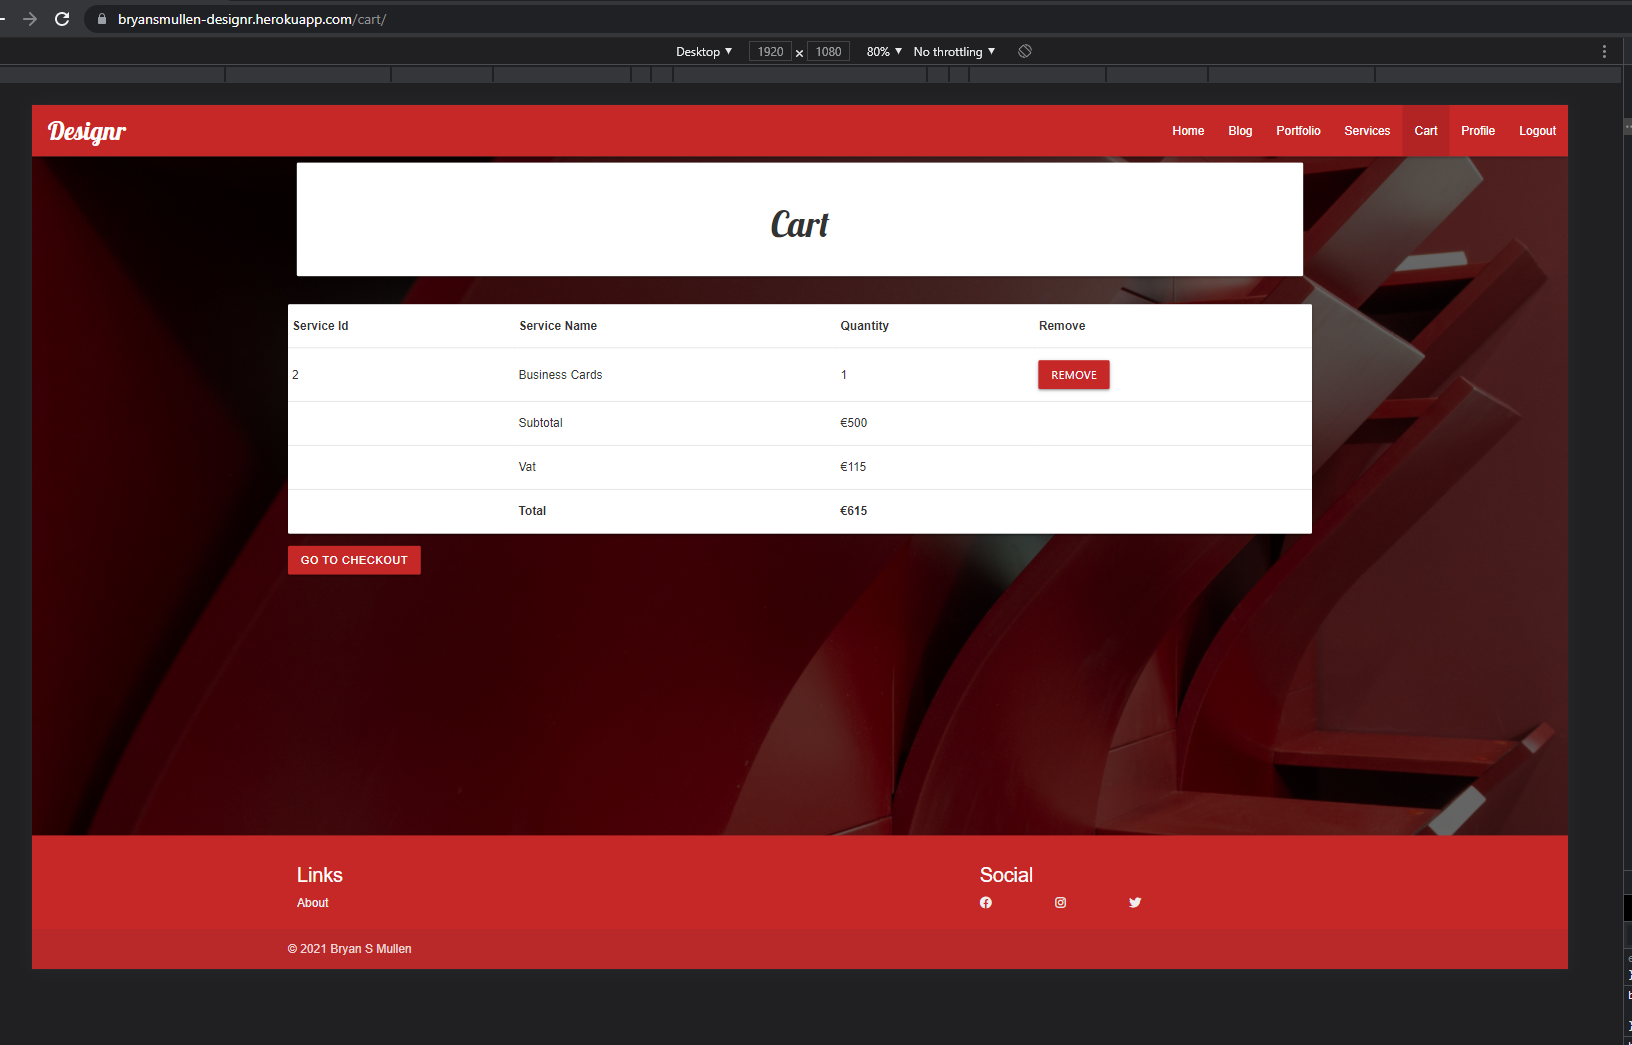 bryansmullen-designr.herokuapp.com/cart/
Desktop ▼ 1920 × 1080 80% ▼ No throttling ▼
Designr Home Blog Portfolio Services Cart Profile Logout
Cart
Service Id Service Name Quantity Remove
2 Business Cards 1 REMOVE
Subtotal €500
Vat €115
Total €615
GO TO CHECKOUT
Links Social
About
© 2021 Bryan S Mullen